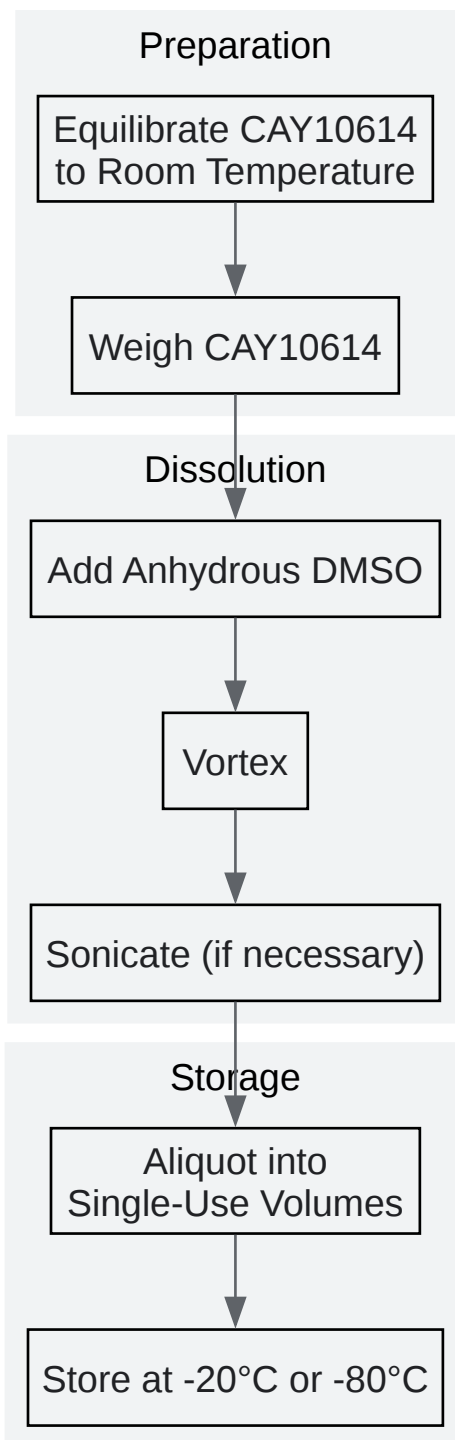 Preparation
Equilibrate CAY10614
to Room Temperature
Weigh CAY10614
Dissolution
Add Anhydrous DMSO
Vortex
Sonicate (if necessary)
Storage
Aliquot into
Single-Use Volumes
Store at -20°C or -80°C